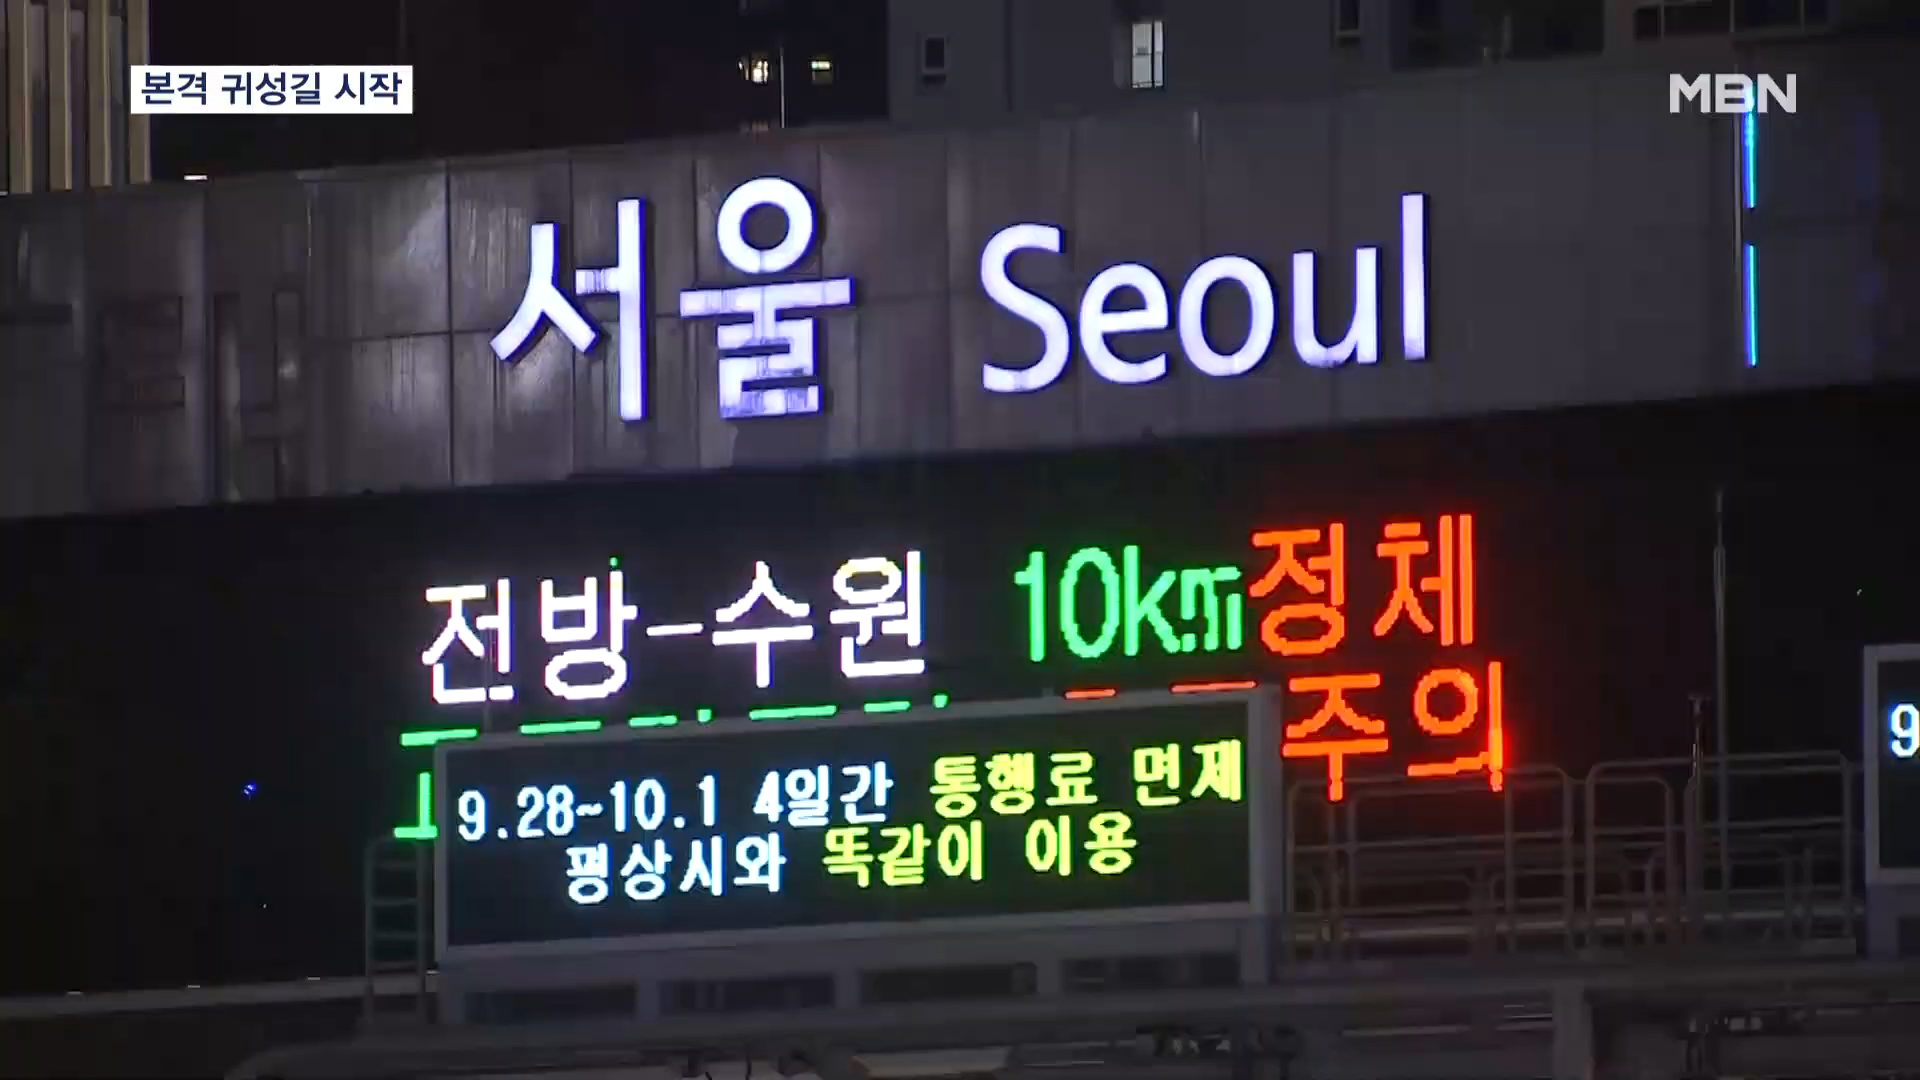 본격 귀성길 시작
MBN
서울 Seoul
전방-수원 10km 정체
주의
9.28~10.1 4일간 통행료 면제
평상시와 똑같이 이용
9